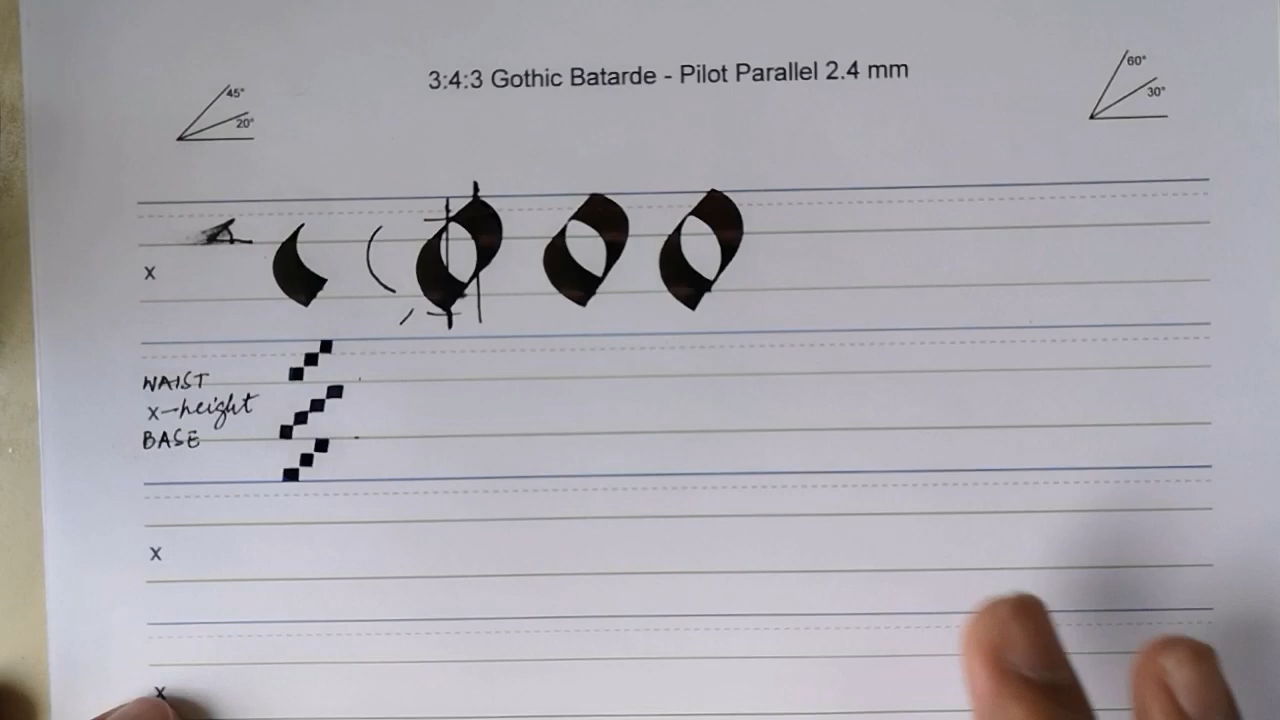 3:4:3 Gothic Batarde - Pilot Parallel 2.4 mm
45°
20°
60°
30°
x
WAIST
x-height
BASE
x
x